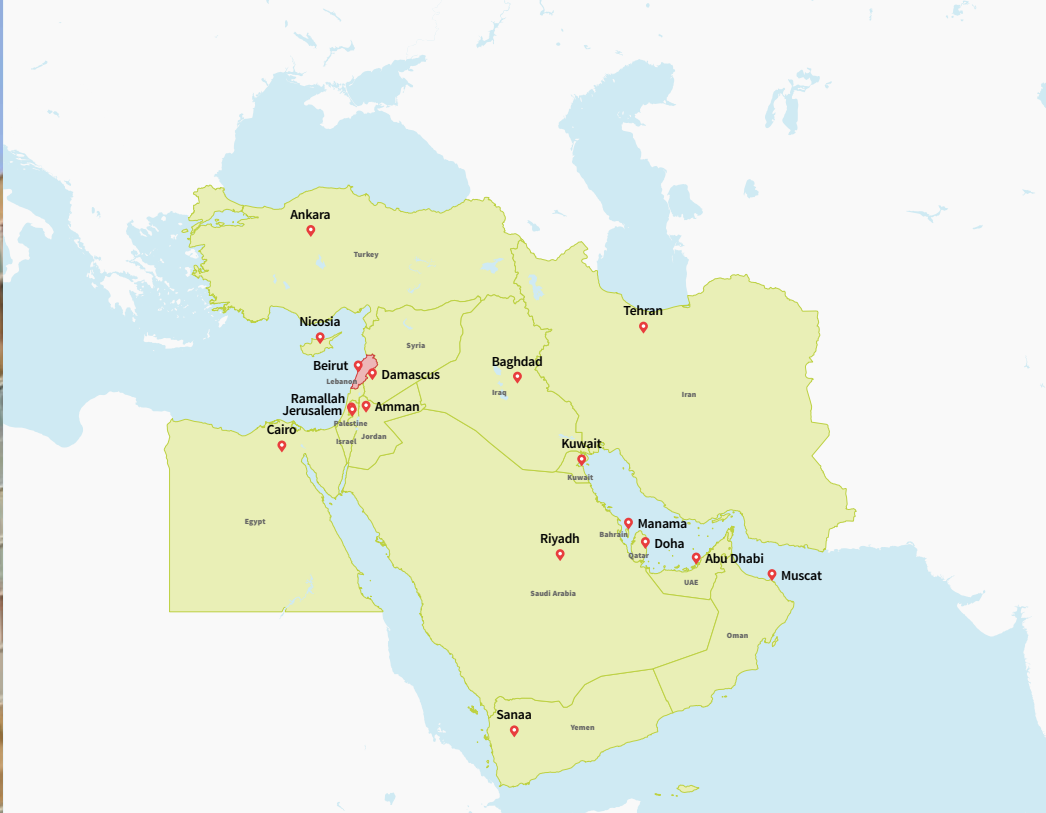 Ankara
Turkey
Tehran
Nicosia
Syria
Beirut
Baghdad
Damascus
Lebanon
Iraq
Iran
Ramallah
Jerusalem
Amman
Palestine
Cairo
Jordan
Israel
Kuwait
Kuwait
Egypt
Manama
Bahrain
Riyadh
Doha
Qatar
Abu Dhabi
Muscat
UAE
Saudi Arabia
Oman
Sanaa
Yemen